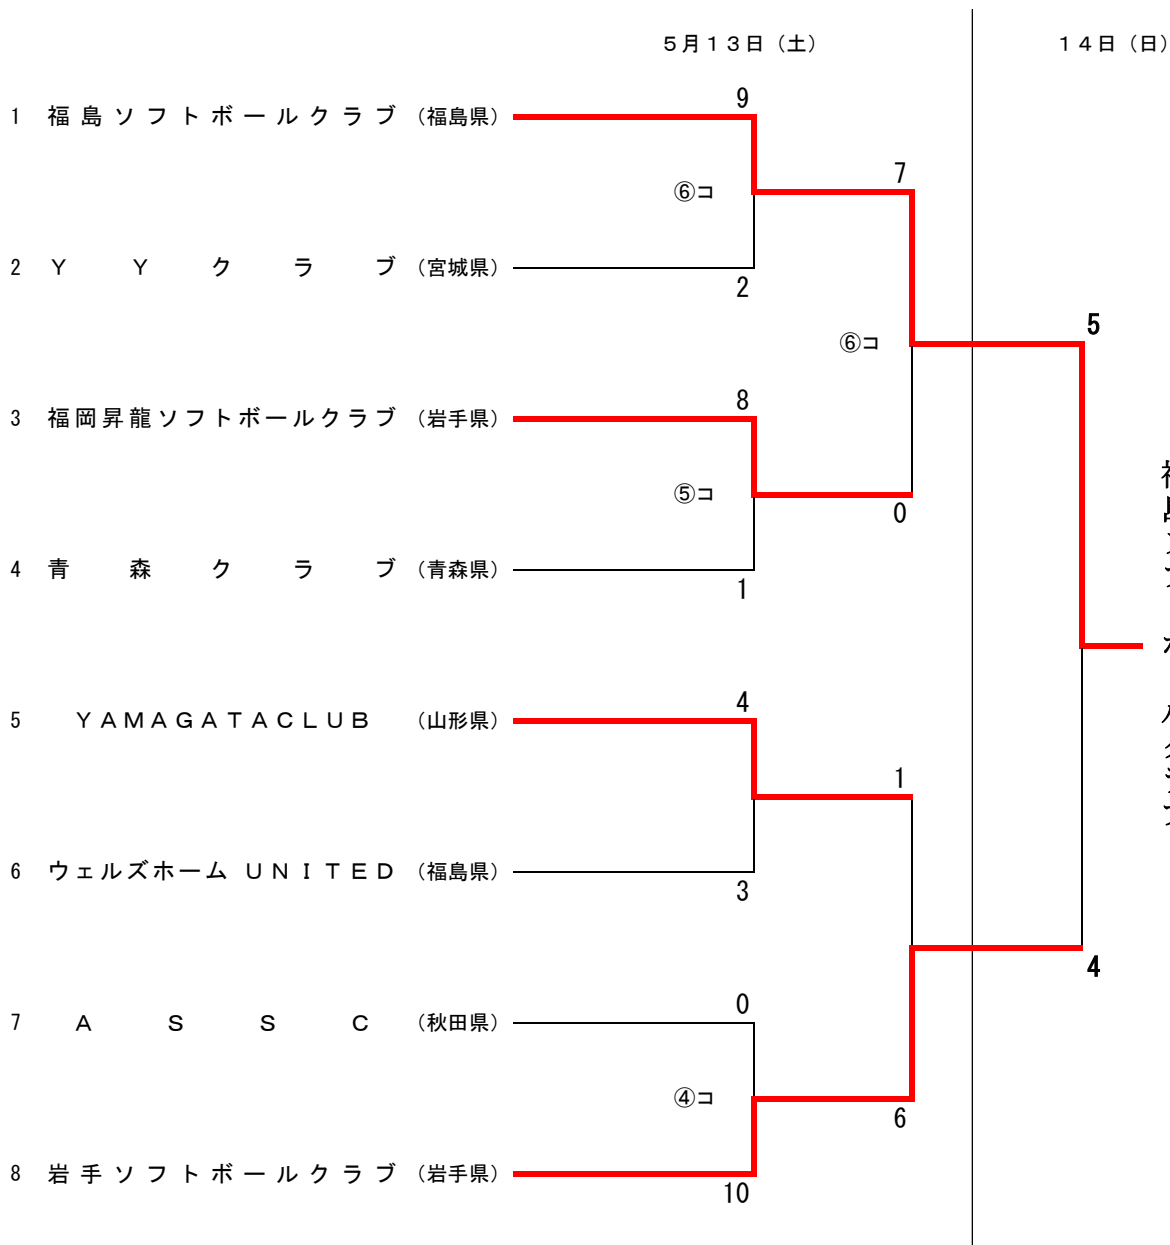 ５月１３日（土）
１４日（日）
1 福島ソフトボールクラブ （福島県）
9
⑥コ
7
2 ＹＹクラブ （宮城県）
2
⑥コ
5
3 福岡昇龍ソフトボールクラブ （岩手県）
8
⑤コ
0
4 青森クラブ （青森県）
1
5 ＹＡＭＡＧＡＴＡＣＬＵＢ （山形県）
4
1
6 ウェルズホーム ＵＮＩＴＥＤ （福島県）
3
4
7 ＡＳＳＣ （秋田県）
0
④コ
6
8 岩手ソフトボールクラブ （岩手県）
10